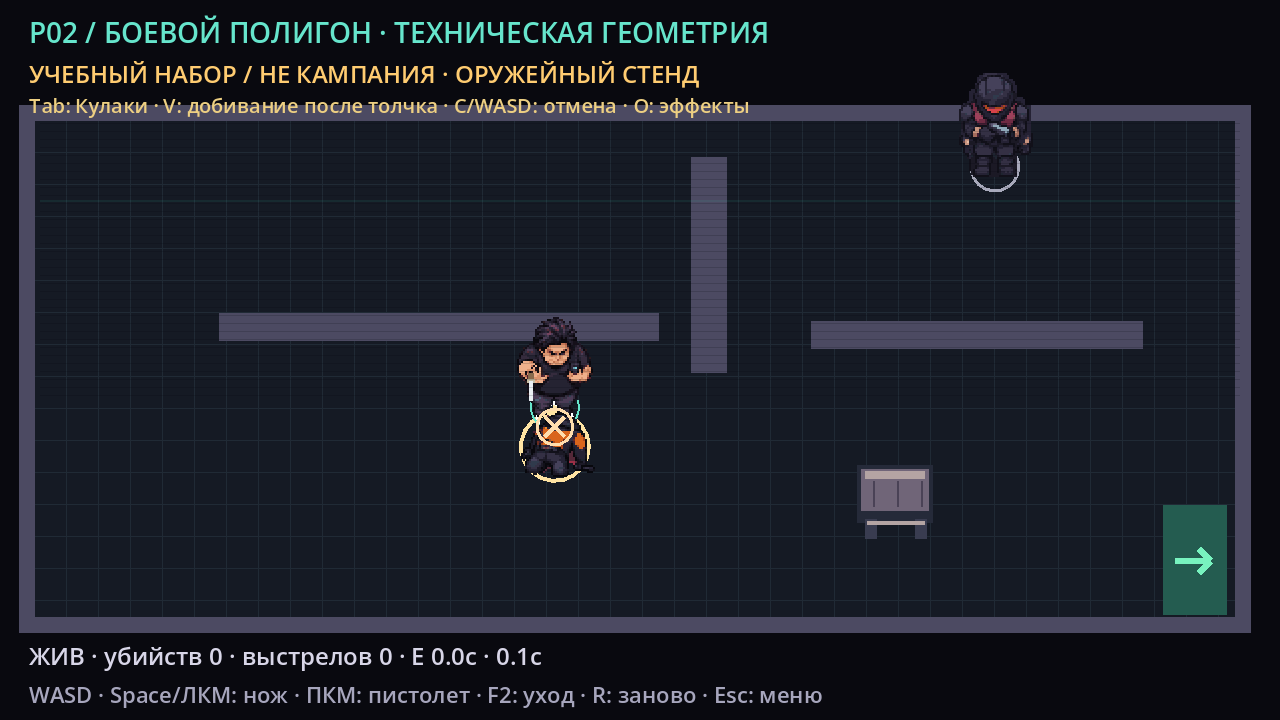 P02 / БОЕВОЙ ПОЛИГОН · ТЕХНИЧЕСКАЯ ГЕОМЕТРИЯ
УЧЕБНЫЙ НАБОР / НЕ КАМПАНИЯ · ОРУЖЕЙНЫЙ СТЕНД
Tab: Кулаки · V: добивание после толчка · C/WASD: отмена · O: эффекты
ЖИВ · убийств 0 · выстрелов 0 · E 0.0с · 0.1с
WASD · Space/ЛКМ: нож · ПКМ: пистолет · F2: уход · R: заново · Esc: меню